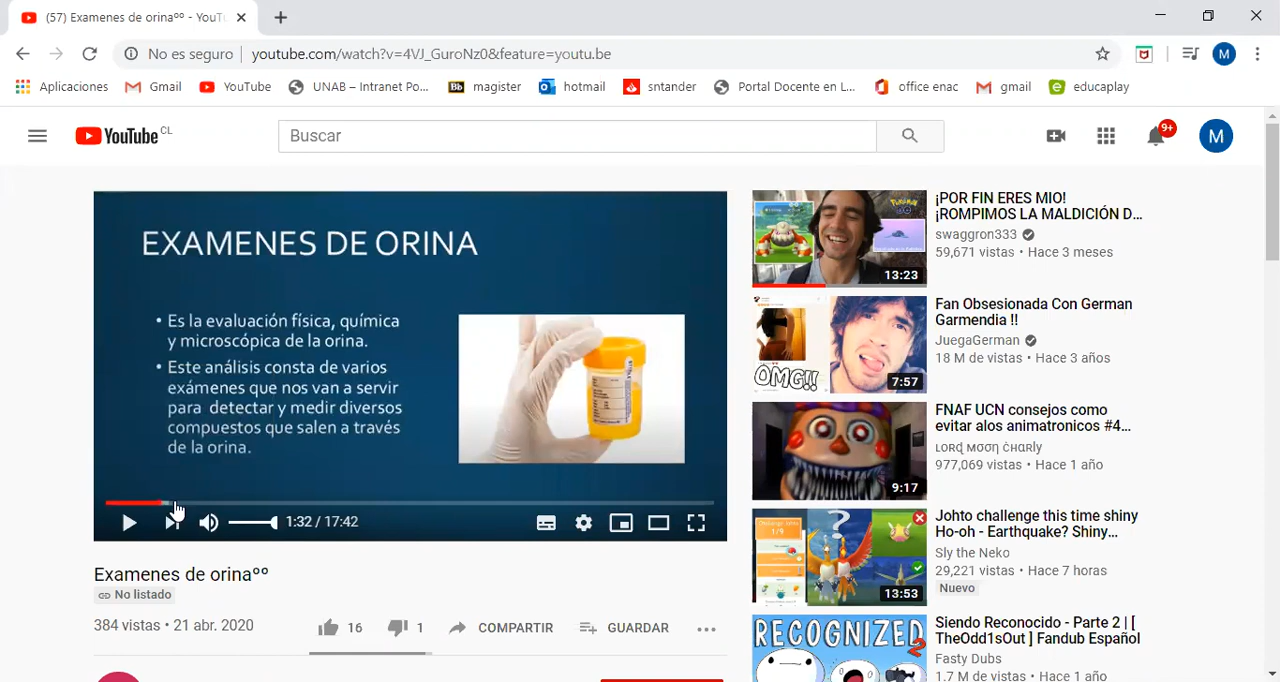 (57) Examenes de orinaºº - YouTu
No es seguro
youtube.com/watch?v=4VJ_GuroNz0&feature=youtu.be
Aplicaciones
Gmail
YouTube
UNAB – Intranet Po...
Bb magister
hotmail
sntander
Portal Docente en L...
office enac
gmail
educaplay
M
YouTube CL
Buscar
9+
M
EXAMENES DE ORINA
• Es la evaluación física, química
y microscópica de la orina.
• Este análisis consta de varios
exámenes que nos van a servir
para detectar y medir diversos
compuestos que salen a través
de la orina.
1:32 / 17:42
Examenes de orinaºº
No listado
384 vistas • 21 abr. 2020
16
1
COMPARTIR
GUARDAR
13:23
¡POR FIN ERES MIO!
¡ROMPIMOS LA MALDICIÓN D...
swaggron333
59,671 vistas • Hace 3 meses
OMG!!
7:57
Fan Obsesionada Con German
Garmendia !!
JuegaGerman
18 M de vistas • Hace 3 años
9:17
FNAF UCN consejos como
evitar alos animatronicos #4...
ʟᴏʀɖ ᴍσση ċнαʀʟy
977,069 vistas • Hace 1 año
13:53
Johto challenge this time shiny
Ho-oh - Earthquake? Shiny...
Sly the Neko
29,221 vistas • Hace 7 horas
Nuevo
RECOGNIZED
2
Siendo Reconocido - Parte 2 | [
TheOdd1sOut ] Fandub Español
Fasty Dubs
1.7 M de vistas • Hace 1 año